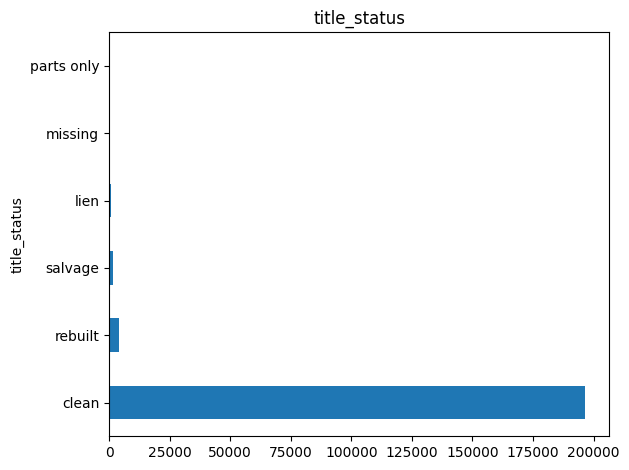 title_status
parts only
missing
lien
salvage
rebuilt
clean
title_status
0 25000 50000 75000 100000 125000 150000 175000 200000